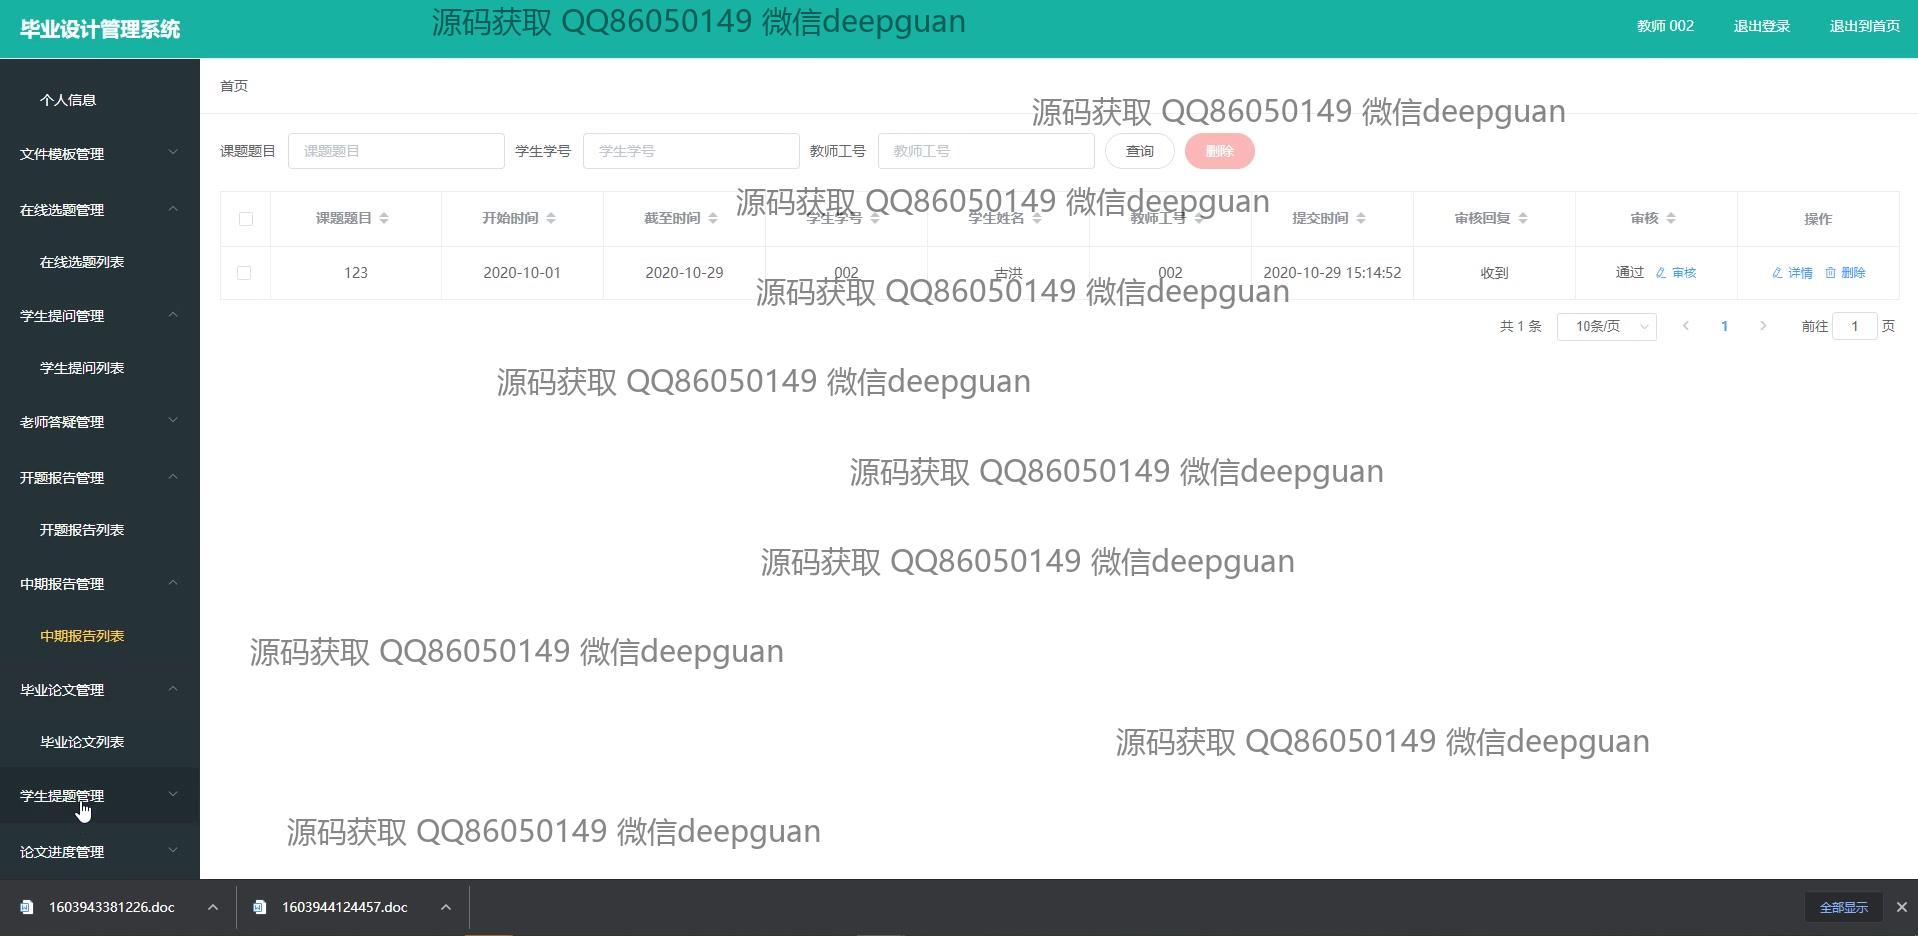 毕业设计管理系统
源码获取 QQ86050149 微信deepguan
教师 002 退出登录 退出到首页
个人信息
文件模板管理
在线选题管理
在线选题列表
学生提问管理
学生提问列表
老师答疑管理
开题报告管理
开题报告列表
中期报告管理
中期报告列表
毕业论文管理
毕业论文列表
学生提题管理
论文进度管理
首页
源码获取 QQ86050149 微信deepguan
课题题目 课题题目 学生学号 学生学号 教师工号 教师工号 查询 删除
源码获取 QQ86050149 微信deepguan
课题题目 开始时间 截至时间 学生学号 学生姓名 教师工号 提交时间 审核回复 审核 操作
123 2020-10-01 2020-10-29 002 古洪 002 2020-10-29 15:14:52 收到 通过 审核 详情 删除
源码获取 QQ86050149 微信deepguan
共 1 条 10条/页 1 前往 1 页
源码获取 QQ86050149 微信deepguan
源码获取 QQ86050149 微信deepguan
源码获取 QQ86050149 微信deepguan
源码获取 QQ86050149 微信deepguan
源码获取 QQ86050149 微信deepguan
源码获取 QQ86050149 微信deepguan
1603943381226.doc 1603944124457.doc 全部显示